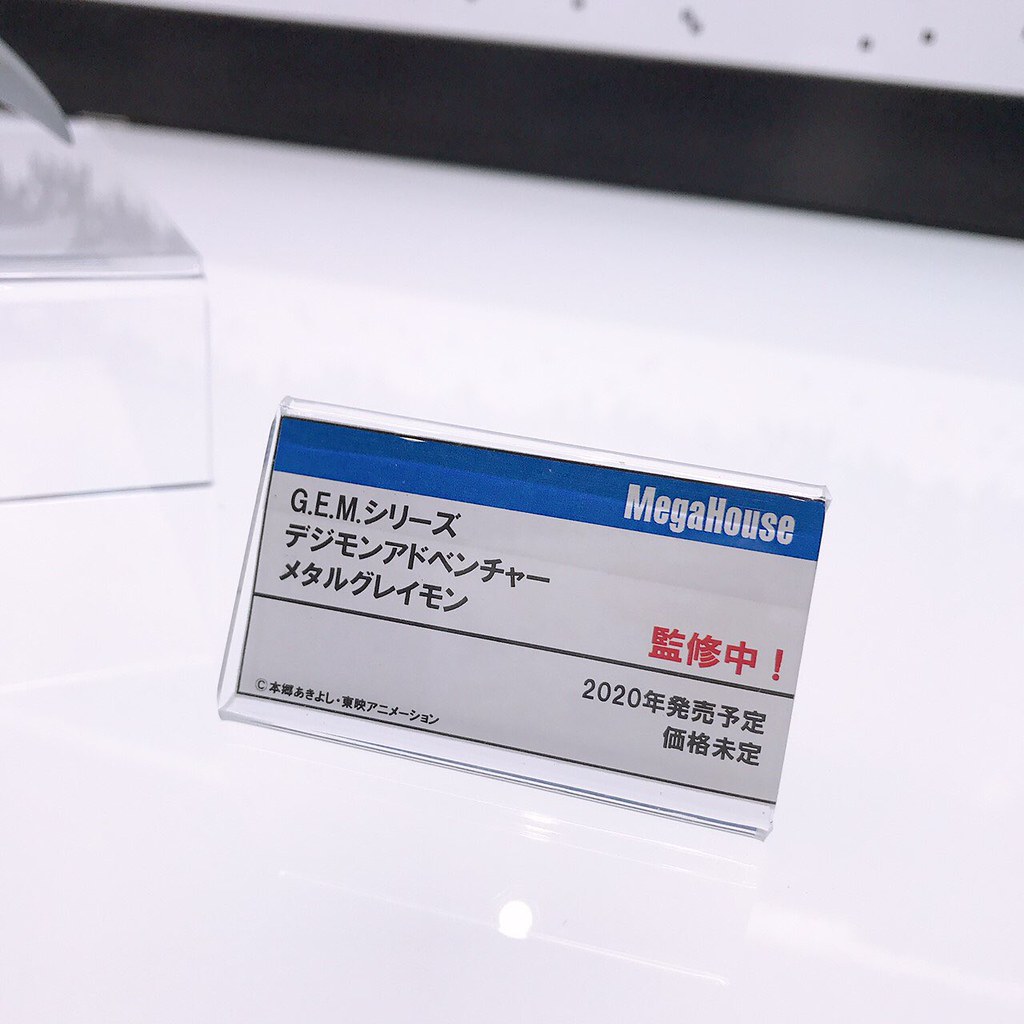 MegaHouse
G.E.M.シリーズ
デジモンアドベンチャー
メタルグレイモン
監修中！
2020年発売予定
価格未定
©本郷あきよし・東映アニメーション